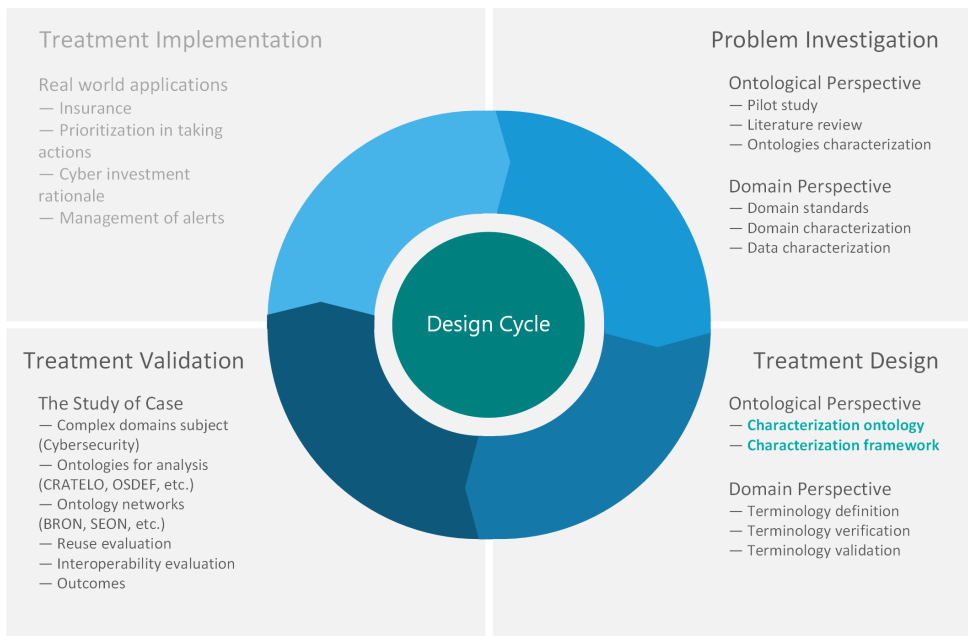 Treatment Implementation
Real world applications
— Insurance
— Prioritization in taking
actions
— Cyber investment
rationale
— Management of alerts
Problem Investigation
Ontological Perspective
— Pilot study
— Literature review
— Ontologies characterization
Domain Perspective
— Domain standards
— Domain characterization
— Data characterization
Design Cycle
Treatment Validation
The Study of Case
— Complex domains subject
(Cybersecurity)
— Ontologies for analysis
(CRATELO, OSDEF, etc.)
— Ontology networks
(BRON, SEON, etc.)
— Reuse evaluation
— Interoperability evaluation
— Outcomes
Treatment Design
Ontological Perspective
— Characterization ontology
— Characterization framework
Domain Perspective
— Terminology definition
— Terminology verification
— Terminology validation